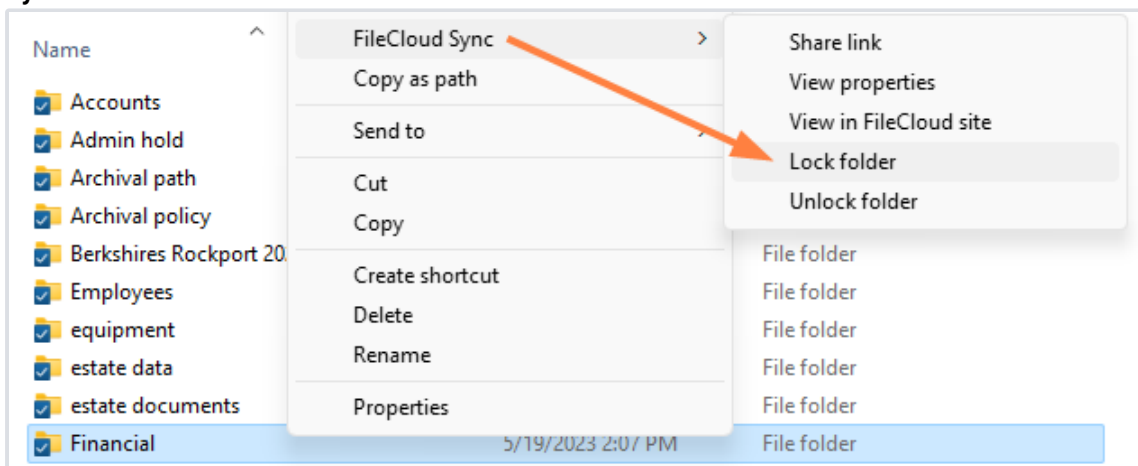 Name
Accounts
Admin hold
Archival path
Archival policy
Berkshires Rockport 20
Employees
equipment
estate data
estate documents
Financial
FileCloud Sync
Copy as path
Send to
Cut
Copy
Create shortcut
Delete
Rename
Properties
Share link
View properties
View in FileCloud site
Lock folder
Unlock folder
File folder
File folder
File folder
File folder
File folder
5/19/2023 2:07 PM File folder